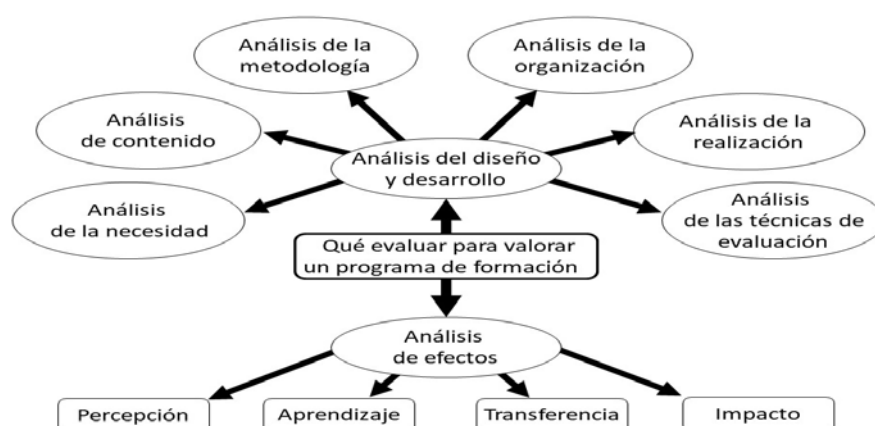 Análisis de la
metodología
Análisis de la
organización
Análisis
de contenido
Análisis de la
realización
Análisis del diseño
y desarrollo
Análisis
de la necesidad
Análisis
de las técnicas de
evaluación
Qué evaluar para valorar
un programa de formación
Análisis
de efectos
Percepción
Aprendizaje
Transferencia
Impacto